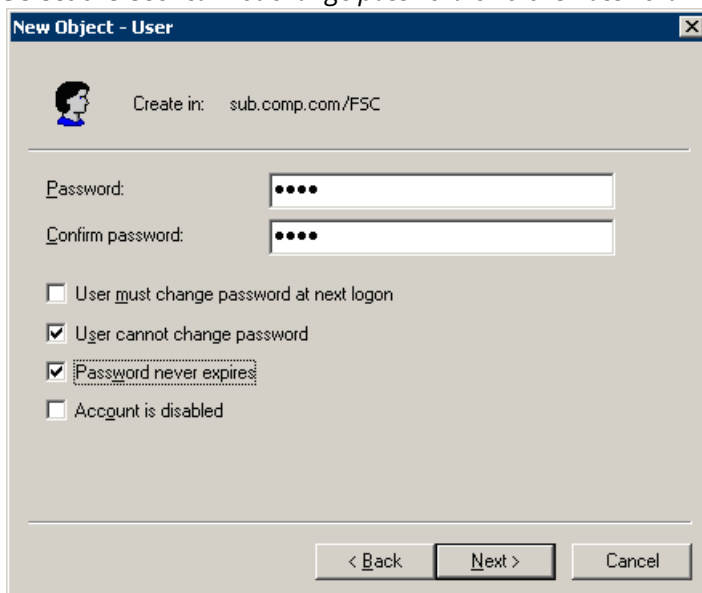 New Object - User
Create in: sub.comp.com/FSC
Password: ●●●●
Confirm password: ●●●●
User must change password at next logon
User cannot change password
Password never expires
Account is disabled
< Back Next > Cancel